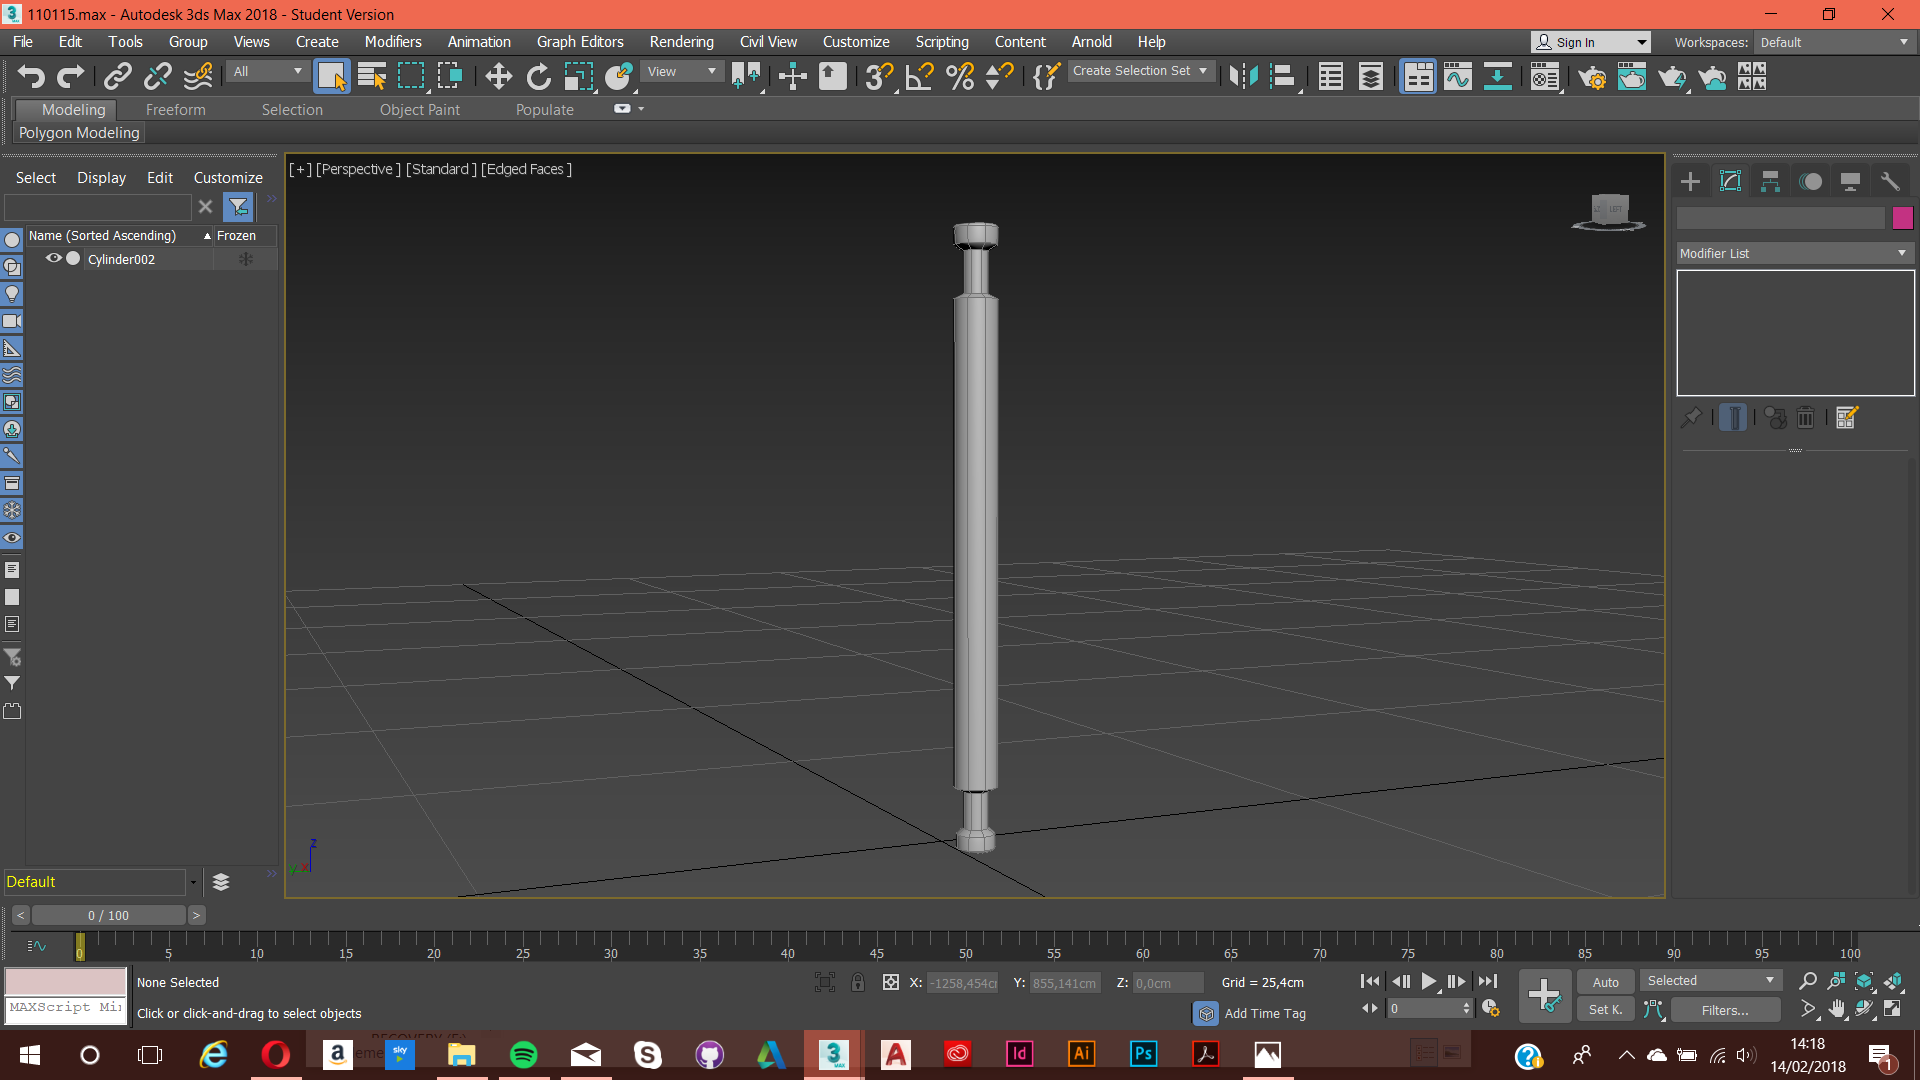 110115.max - Autodesk 3ds Max 2018 - Student Version
File Edit Tools Group Views Create Modifiers Animation Graph Editors Rendering Civil View Customize Scripting Content Arnold Help
Sign In
Workspaces: Default
All
View
Create Selection Set
Modeling Freeform Selection Object Paint Populate
Polygon Modeling
Select Display Edit Customize
Name (Sorted Ascending) Frozen
Cylinder002
[+] [Perspective] [Standard] [Edged Faces]
LEFT
Modifier List
z
y x
Default
< 0 / 100 >
0 5 10 15 20 25 30 35 40 45 50 55 60 65 70 75 80 85 90 95 100
None Selected
X: -1258,454c Y: 855,141cm Z: 0,0cm Grid = 25,4cm
Auto Selected
MAXScript Mi
Click or click-and-drag to select objects
Add Time Tag
0
Set K. Filters...
14:18
14/02/2018
1